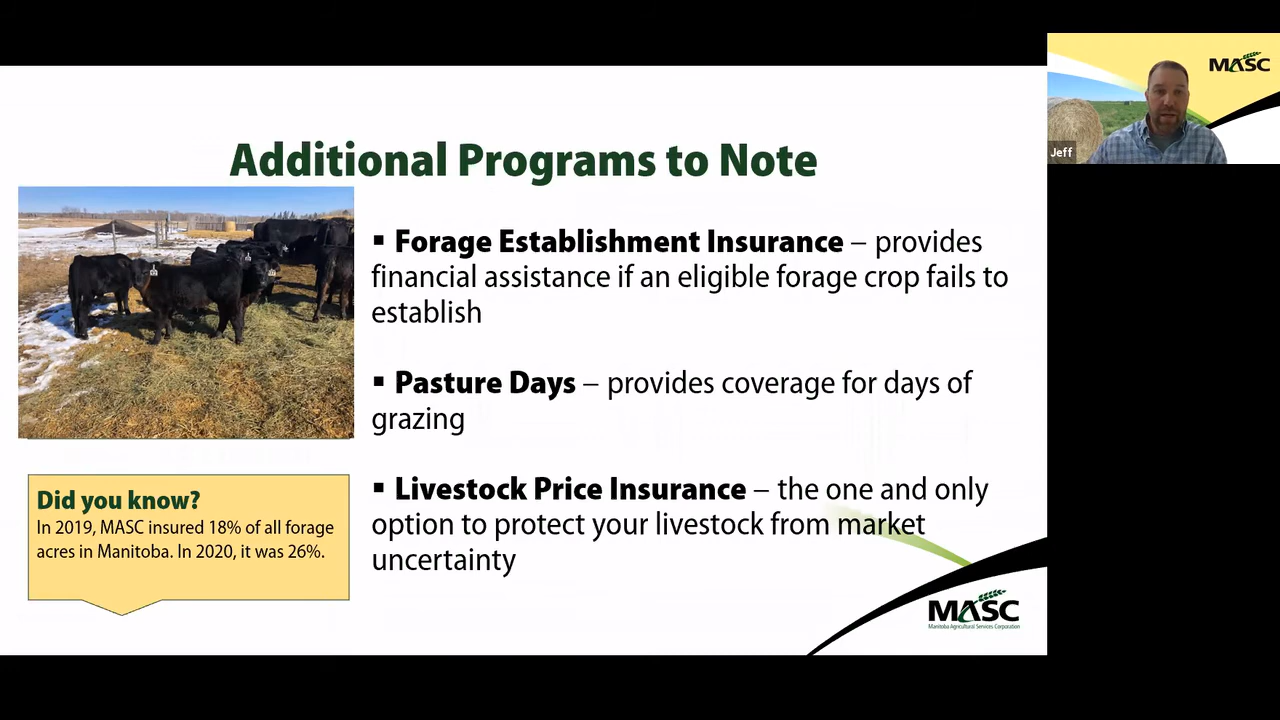 MASC
Jeff
Additional Programs to Note
▪ Forage Establishment Insurance – provides
financial assistance if an eligible forage crop fails to
establish
▪ Pasture Days – provides coverage for days of
grazing
▪ Livestock Price Insurance – the one and only
option to protect your livestock from market
uncertainty
Did you know?
In 2019, MASC insured 18% of all forage
acres in Manitoba. In 2020, it was 26%.
MASC
Manitoba Agricultural Services Corporation